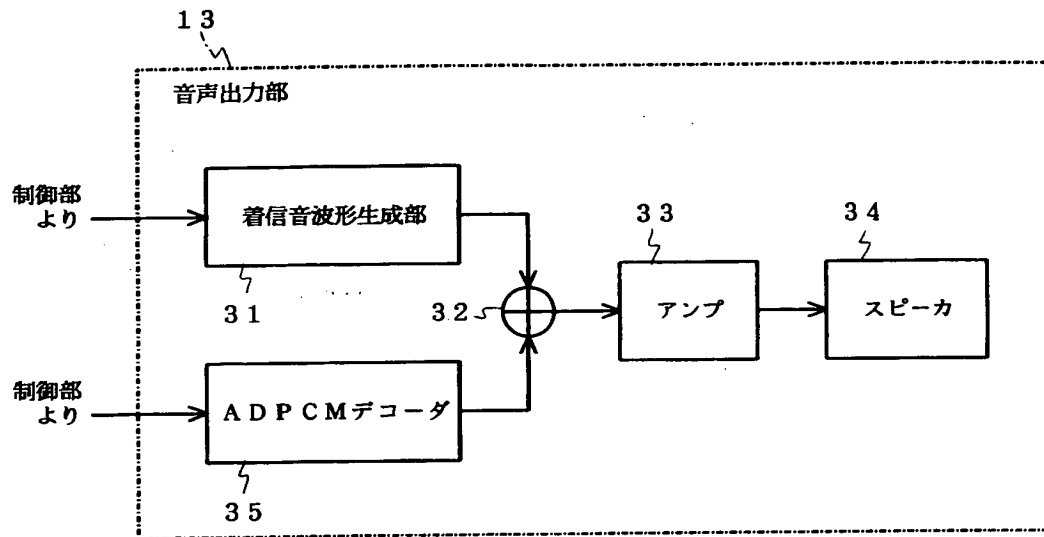 １３
音声出力部
制御部
より
着信音波形生成部
３１
３２
３３
アンプ
３４
スピーカ
制御部
より
ＡＤＰＣＭデコーダ
３５